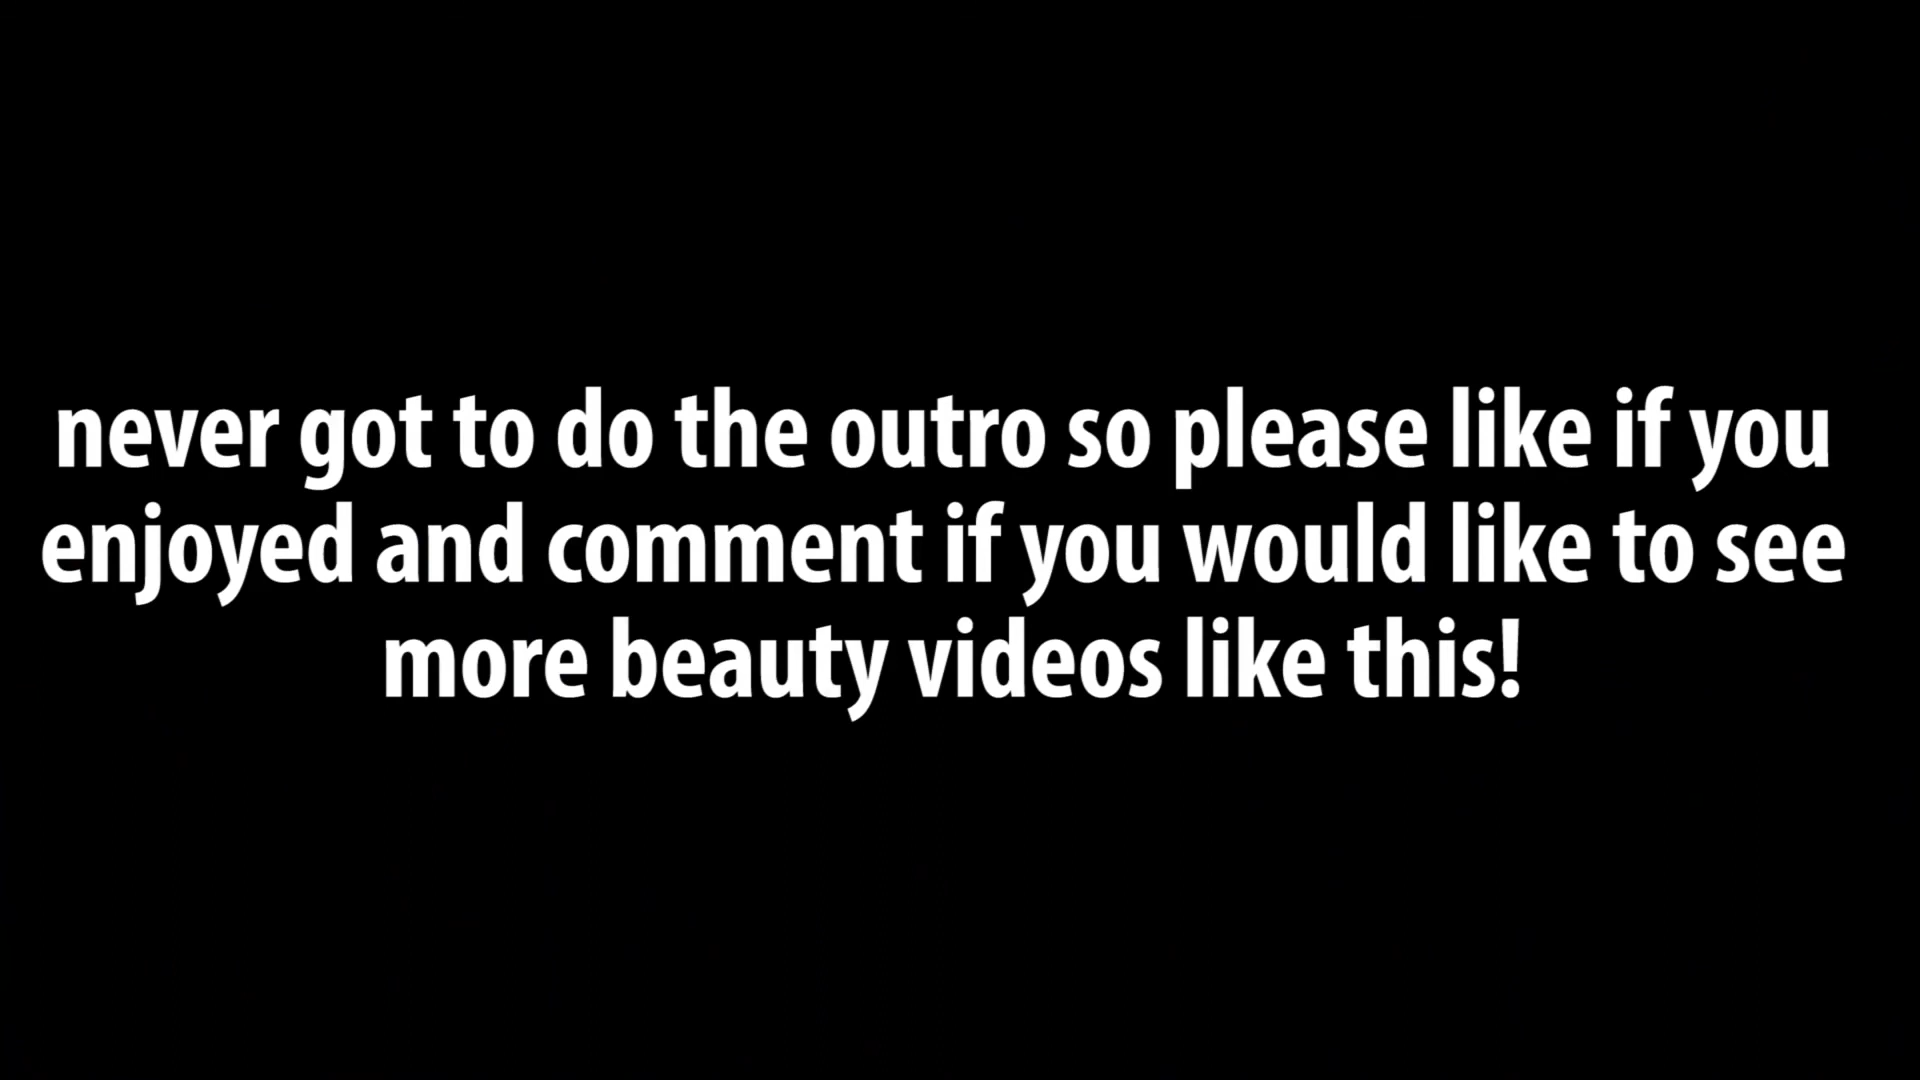 never got to do the outro so please like if you
enjoyed and comment if you would like to see
more beauty videos like this!